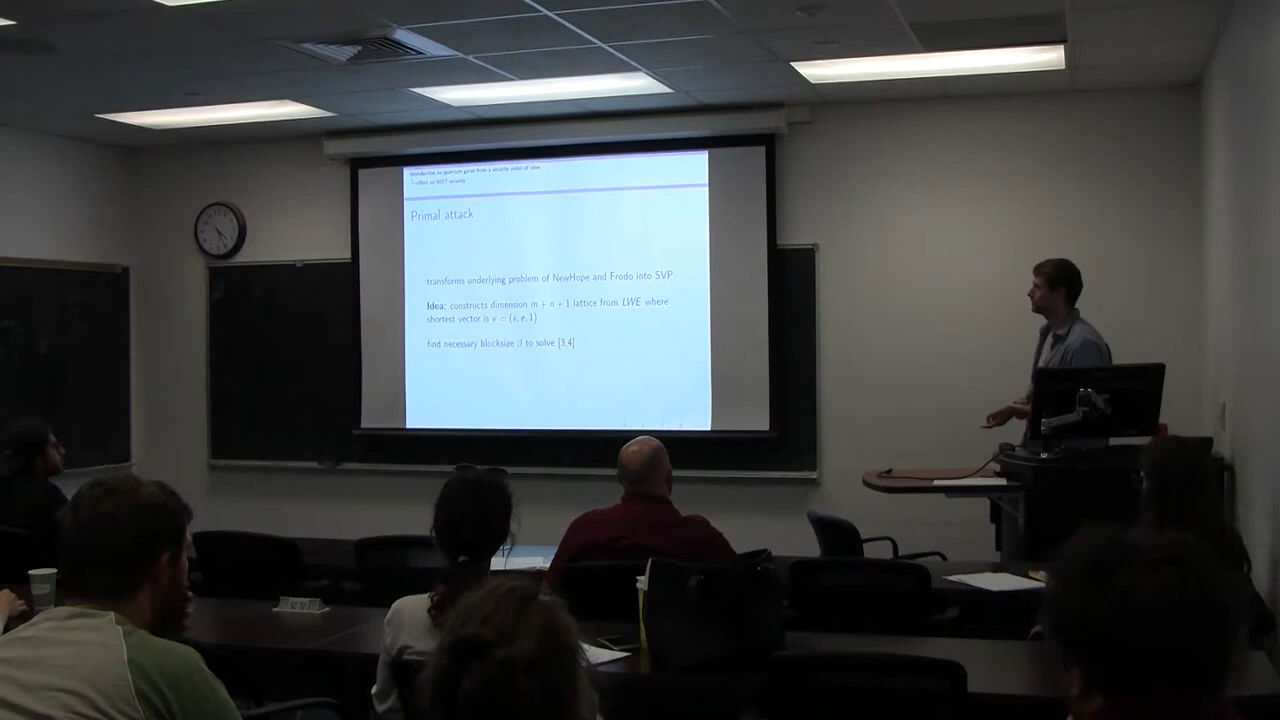 Introduction to quantum gates from a security point of view
effect on NIST security
Primal attack
transforms underlying problem of NewHope and Frodo into SVP
Idea: constructs dimension m + n + 1 lattice from LWE where
shortest vector is v = (s, e, 1)
find necessary blocksize β to solve [3,4]